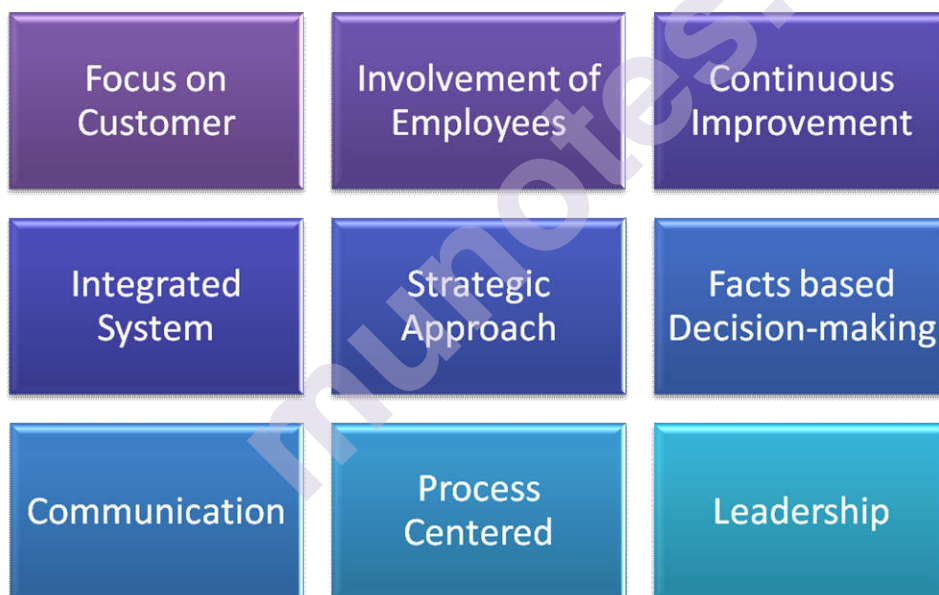 Focus on
Customer
Involvement of
Employees
Continuous
Improvement
Integrated
System
Strategic
Approach
Facts based
Decision-making
Communication
Process
Centered
Leadership
munotes.